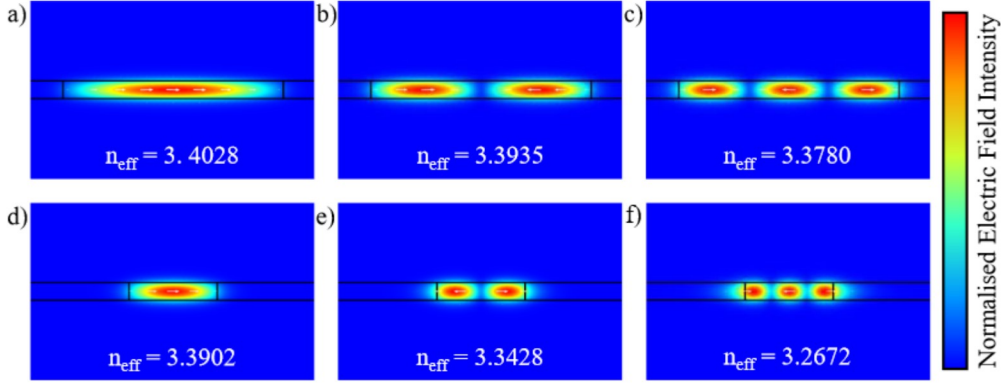 a)
b)
c)
n_eff = 3. 4028
n_eff = 3.3935
n_eff = 3.3780
d)
e)
f)
n_eff = 3.3902
n_eff = 3.3428
n_eff = 3.2672
Normalised Electric Field Intensity